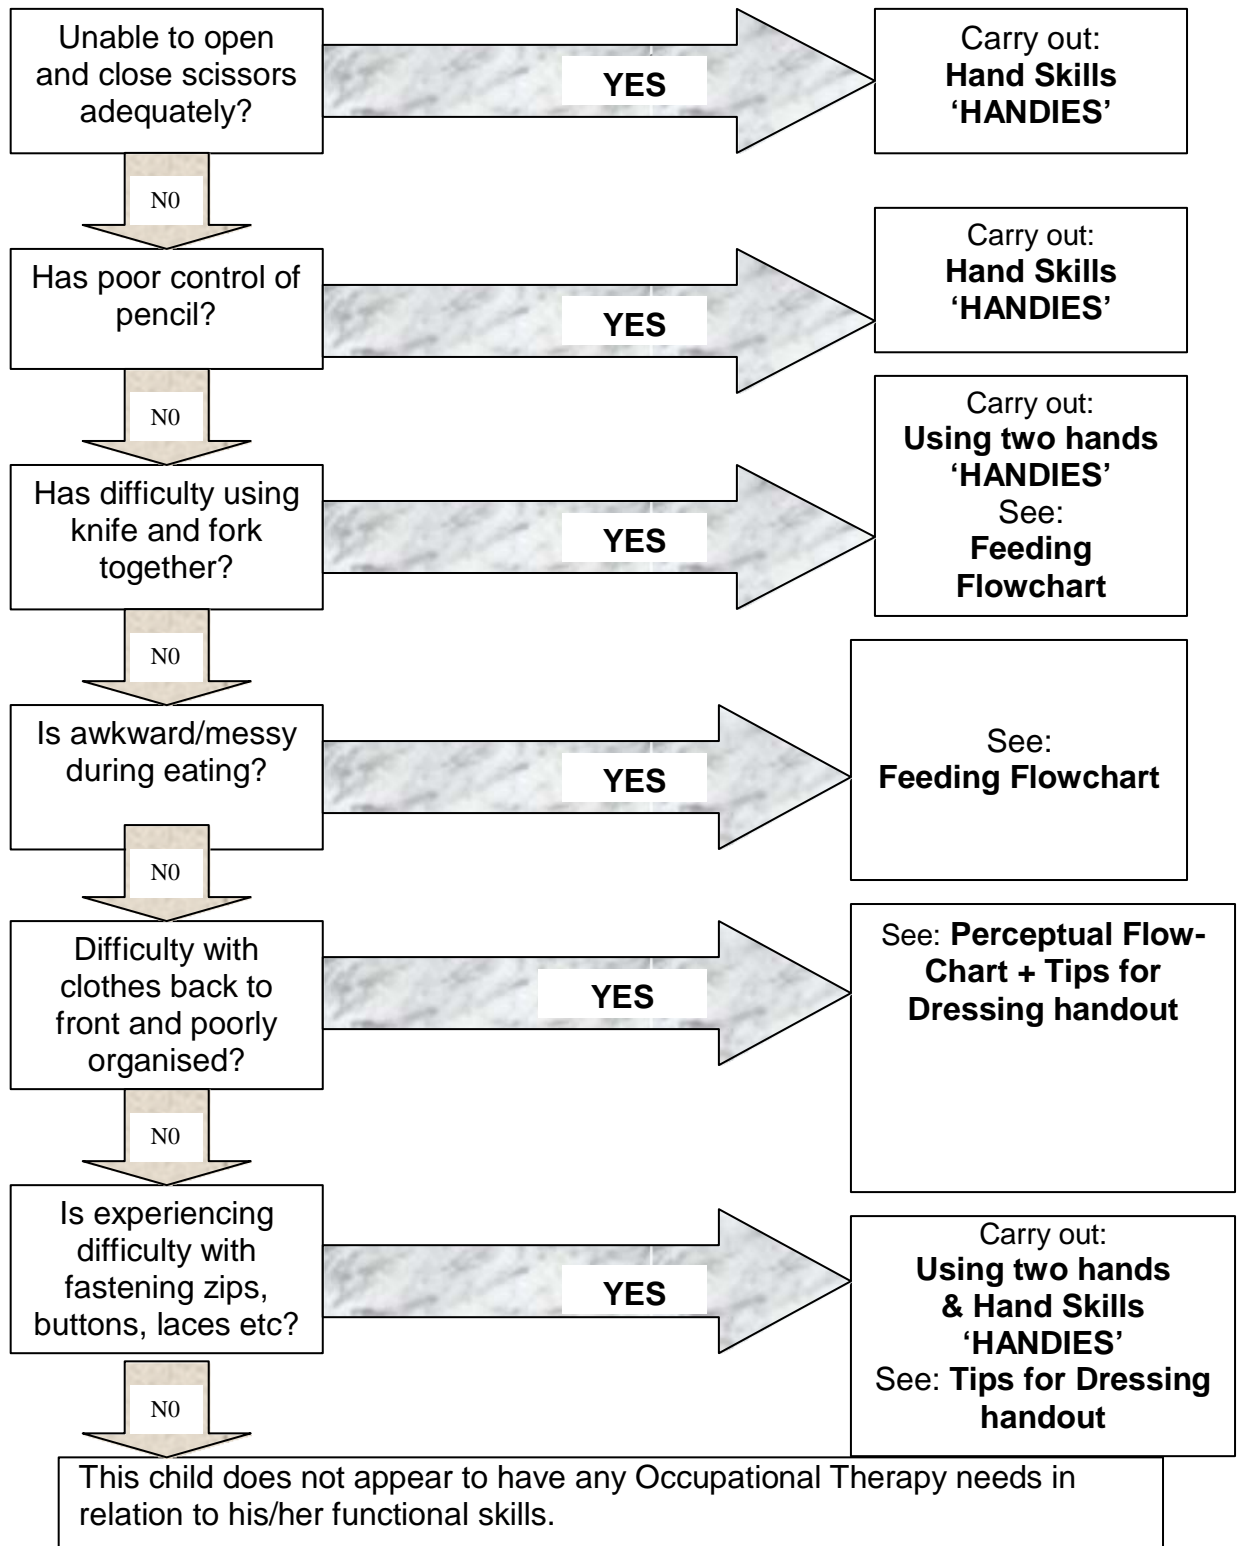 Unable to open
and close scissors
adequately?
YES
Carry out:
Hand Skills
‘HANDIES’
N0
Has poor control of
pencil?
YES
Carry out:
Hand Skills
‘HANDIES’
N0
Has difficulty using
knife and fork
together?
YES
Carry out:
Using two hands
‘HANDIES’
See:
Feeding
Flowchart
N0
Is awkward/messy
during eating?
YES
See:
Feeding Flowchart
N0
Difficulty with
clothes back to
front and poorly
organised?
YES
See: Perceptual Flow-
Chart + Tips for
Dressing handout
N0
Is experiencing
difficulty with
fastening zips,
buttons, laces etc?
YES
Carry out:
Using two hands
& Hand Skills
‘HANDIES’
See: Tips for Dressing
handout
N0
This child does not appear to have any Occupational Therapy needs in
relation to his/her functional skills.